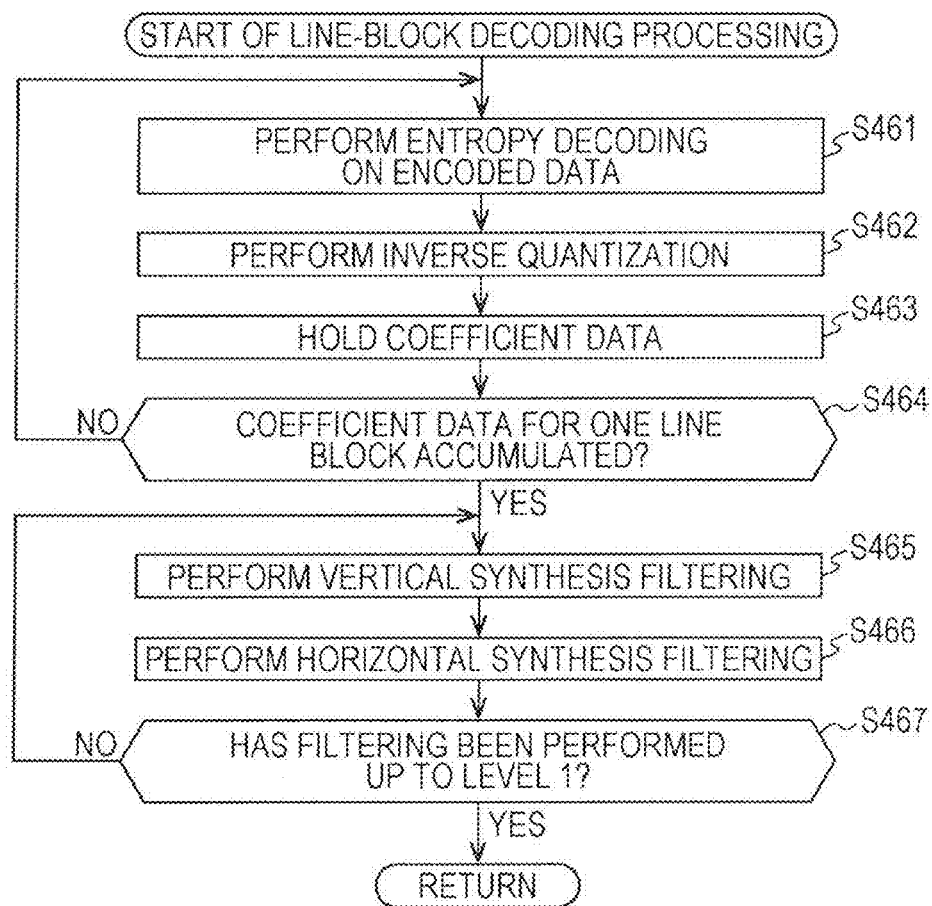 START OF LINE-BLOCK DECODING PROCESSING
PERFORM ENTROPY DECODING
ON ENCODED DATA
S461
PERFORM INVERSE QUANTIZATION
S462
HOLD COEFFICIENT DATA
S463
COEFFICIENT DATA FOR ONE LINE
BLOCK ACCUMULATED?
S464
NO
YES
PERFORM VERTICAL SYNTHESIS FILTERING
S465
PERFORM HORIZONTAL SYNTHESIS FILTERING
S466
HAS FILTERING BEEN PERFORMED
UP TO LEVEL 1?
S467
NO
YES
RETURN